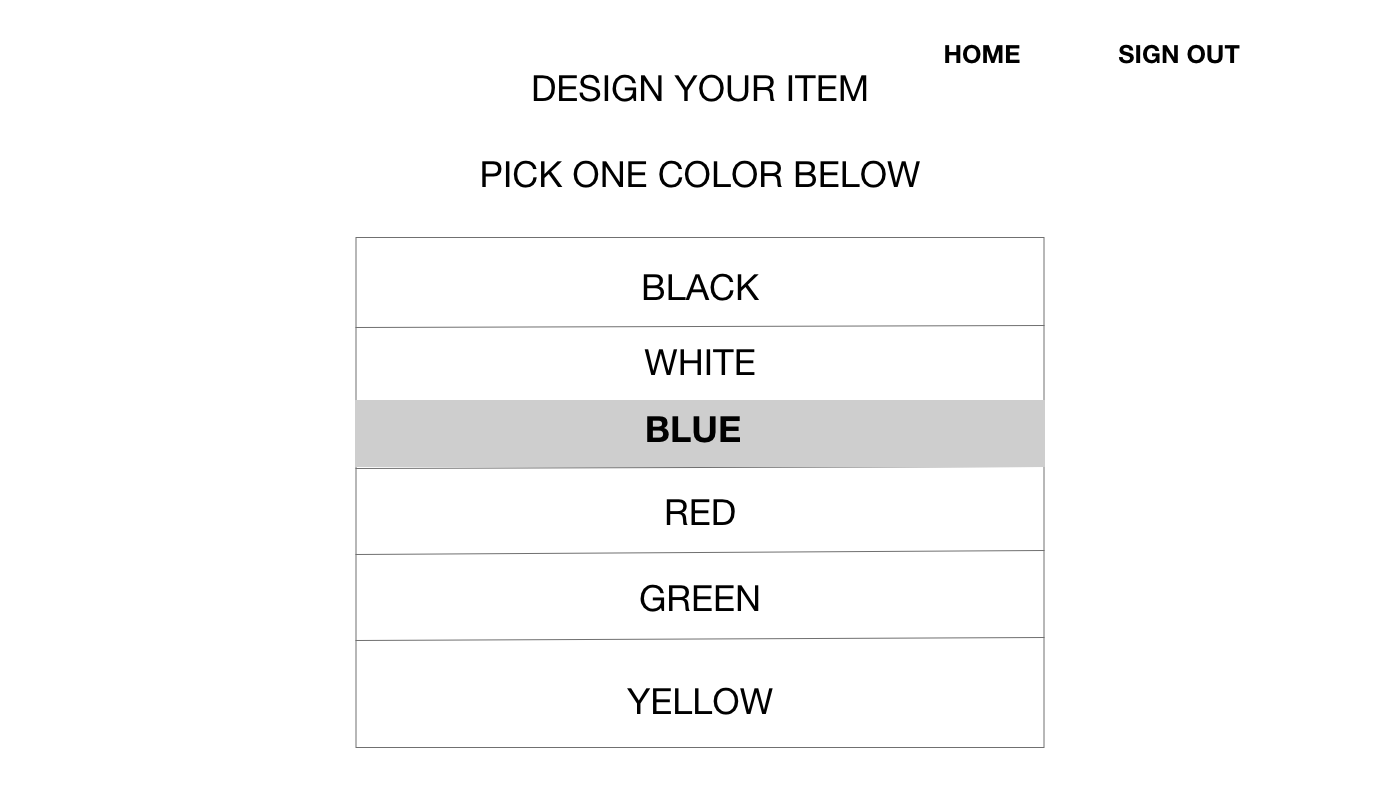 HOME SIGN OUT
DESIGN YOUR ITEM
PICK ONE COLOR BELOW
BLACK
WHITE
BLUE
RED
GREEN
YELLOW